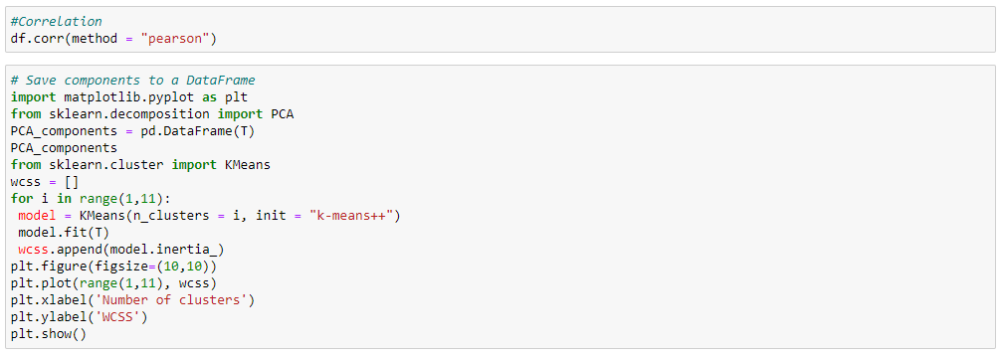 #Correlation
df.corr(method = "pearson")
# Save components to a DataFrame
import matplotlib.pyplot as plt
from sklearn.decomposition import PCA
PCA_components = pd.DataFrame(T)
PCA_components
from sklearn.cluster import KMeans
wcss = []
for i in range(1,11):
 model = KMeans(n_clusters = i, init = "k-means++")
 model.fit(T)
 wcss.append(model.inertia_)
plt.figure(figsize=(10,10))
plt.plot(range(1,11), wcss)
plt.xlabel('Number of clusters')
plt.ylabel('WCSS')
plt.show()